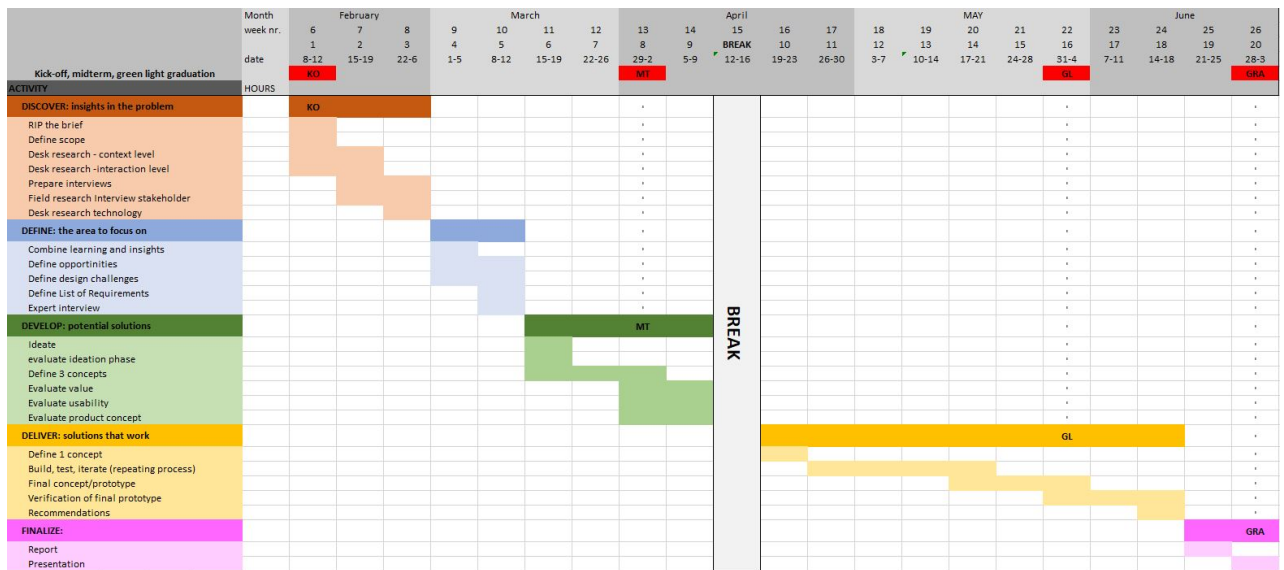 Month February March April MAY June
week nr. 6 7 8 9 10 11 12 13 14 15 16 17 18 19 20 21 22 23 24 25 26
1 2 3 4 5 6 7 8 9 BREAK 10 11 12 13 14 15 16 17 18 19 20
date 8-12 15-19 22-6 1-5 8-12 15-19 22-26 29-2 5-9 12-16 19-23 26-30 3-7 10-14 17-21 24-28 31-4 7-11 14-18 21-25 28-3
Kick-off, midterm, green light graduation KO MT GL GRA
ACTIVITY HOURS
DISCOVER: insights in the problem KO
RIP the brief
Define scope
Desk research - context level
Desk research -interaction level
Prepare interviews
Field research Interview stakeholder
Desk research technology
DEFINE: the area to focus on
Combine learning and insights
Define opportinities
Define design challenges
Define List of Requirements
Expert interview
DEVELOP: potential solutions MT
BREAK
Ideate
evaluate ideation phase
Define 3 concepts
Evaluate value
Evaluate usability
Evaluate product concept
DELIVER: solutions that work GL
Define 1 concept
Build, test, iterate (repeating process)
Final concept/prototype
Verification of final prototype
Recommendations
FINALIZE: GRA
Report
Presentation